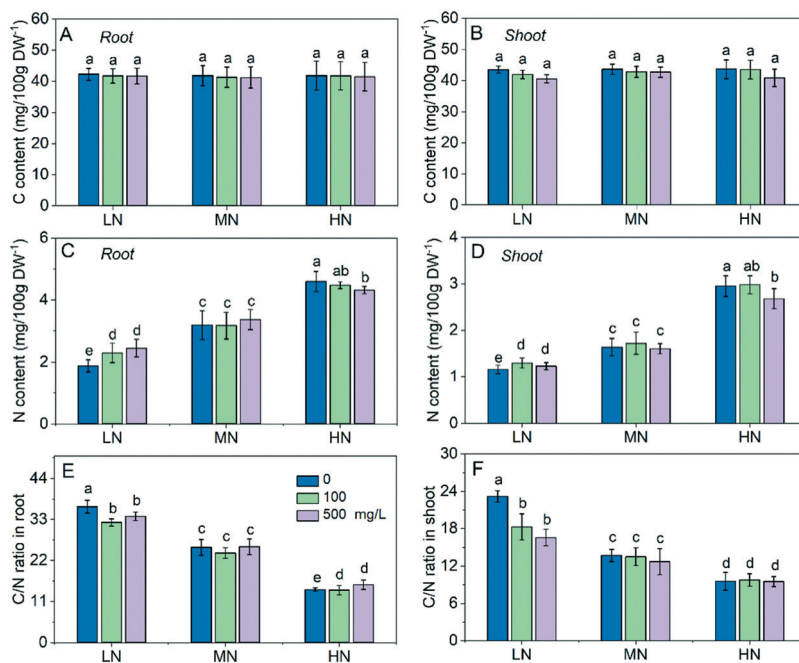 A Root
C content (mg/100g DW⁻¹)
60
50
40
30
20
10
0
a a a a a a a a a
LN MN HN
B Shoot
C content (mg/100g DW⁻¹)
60
50
40
30
20
10
0
a a a a a a a a a
LN MN HN
C Root
N content (mg/100g DW⁻¹)
6
4
2
0
e d d c c c a ab b
LN MN HN
D Shoot
N content (mg/100g DW⁻¹)
4
3
2
1
0
e d d c c c a ab b
LN MN HN
E
C/N ratio in root
44
33
22
11
0
a b b c c c e d d
0
100
500 mg/L
LN MN HN
F
C/N ratio in shoot
30
24
18
12
6
0
a b b c c c d d d
LN MN HN